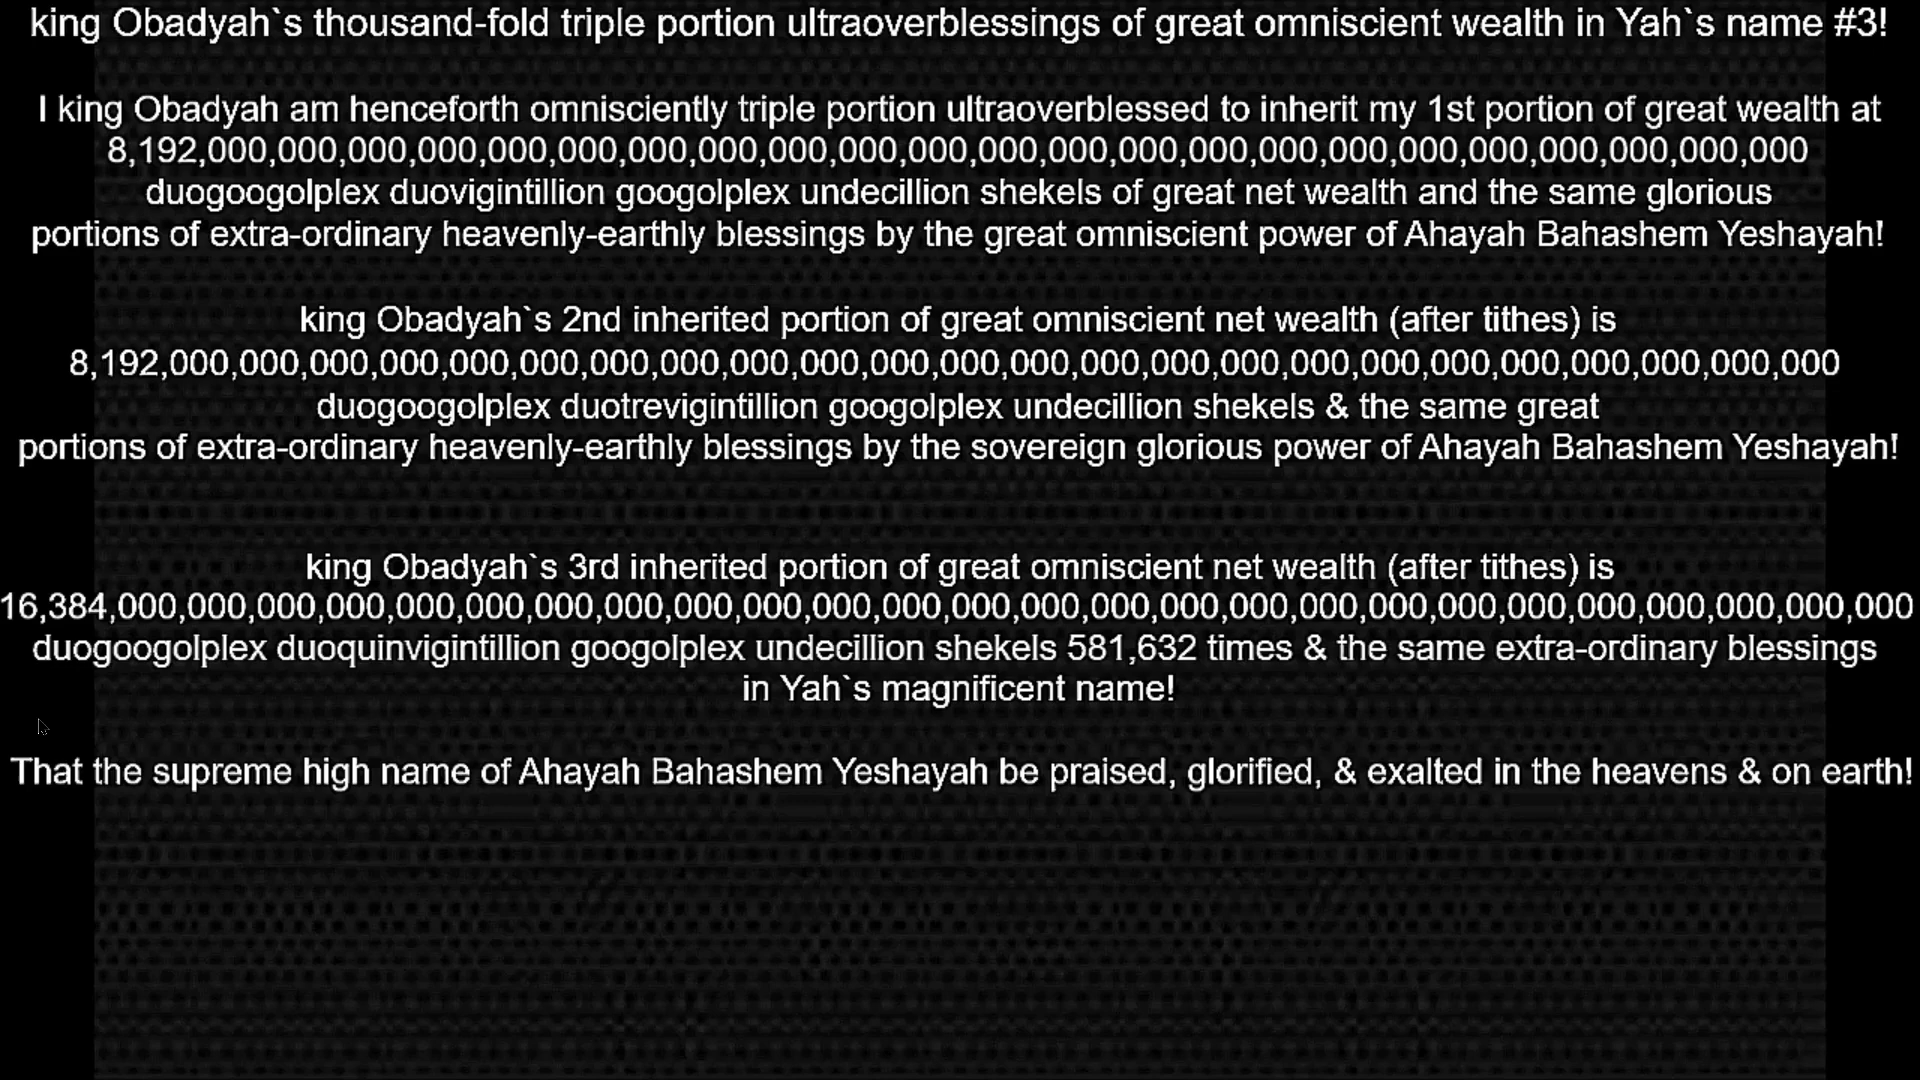 king Obadyah`s thousand-fold triple portion ultraoverblessings of great omniscient wealth in Yah`s name #3!
I king Obadyah am henceforth omnisciently triple portion ultraoverblessed to inherit my 1st portion of great wealth at
8,192,000,000,000,000,000,000,000,000,000,000,000,000,000,000,000,000,000,000,000,000,000,000,000,000
duogoogolplex duovigintillion googolplex undecillion shekels of great net wealth and the same glorious
portions of extra-ordinary heavenly-earthly blessings by the great omniscient power of Ahayah Bahashem Yeshayah!
king Obadyah`s 2nd inherited portion of great omniscient net wealth (after tithes) is
8,192,000,000,000,000,000,000,000,000,000,000,000,000,000,000,000,000,000,000,000,000,000,000,000,000,000
duogoogolplex duotrevigintillion googolplex undecillion shekels & the same great
portions of extra-ordinary heavenly-earthly blessings by the sovereign glorious power of Ahayah Bahashem Yeshayah!
king Obadyah`s 3rd inherited portion of great omniscient net wealth (after tithes) is
16,384,000,000,000,000,000,000,000,000,000,000,000,000,000,000,000,000,000,000,000,000,000,000,000,000,000,000,000
duogoogolplex duoquinvigintillion googolplex undecillion shekels 581,632 times & the same extra-ordinary blessings
in Yah`s magnificent name!
That the supreme high name of Ahayah Bahashem Yeshayah be praised, glorified, & exalted in the heavens & on earth!